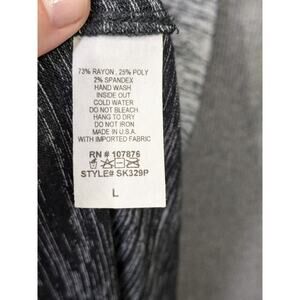 73% RAYON, 25% POLY
2% SPANDEX
HAND WASH
INSIDE OUT
COLD WATER
DO NOT BLEACH
HANG TO DRY
DO NOT IRON
MADE IN U.S.A.
WITH IMPORTED FABRIC
RN # 107876
STYLE# SK329P
L